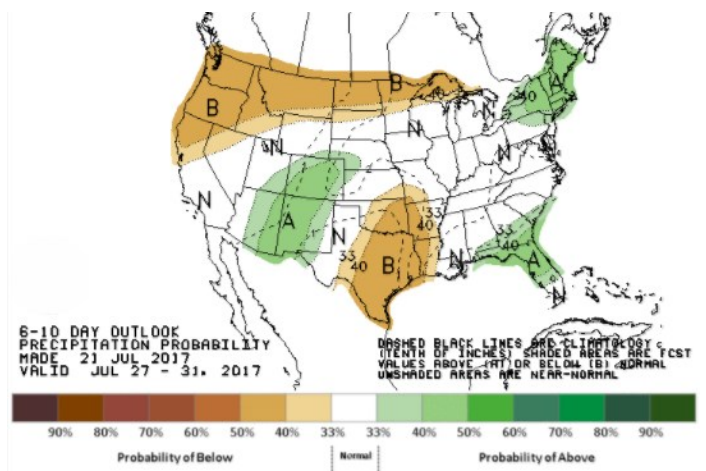 B
B
40
A
40
N
N
N
N
A
N
33
40
N
33
40
B
33
40
N
A
N
6-10 DAY OUTLOOK
PRECIPITATION PROBABILITY
MADE 21 JUL 2017
VALID JUL 27 - 31, 2017
DASHED BLACK LINES ARE CLIMATOLOGY
(TENTH OF INCHES) SHADED AREAS ARE FCST
VALUES ABOVE (A) OR BELOW (B) NORMAL
UNSHADED AREAS ARE NEAR-NORMAL
90% 80% 70% 60% 50% 40% 33% 33% 40% 50% 60% 70% 80% 90%
Probability of Below Normal Probability of Above